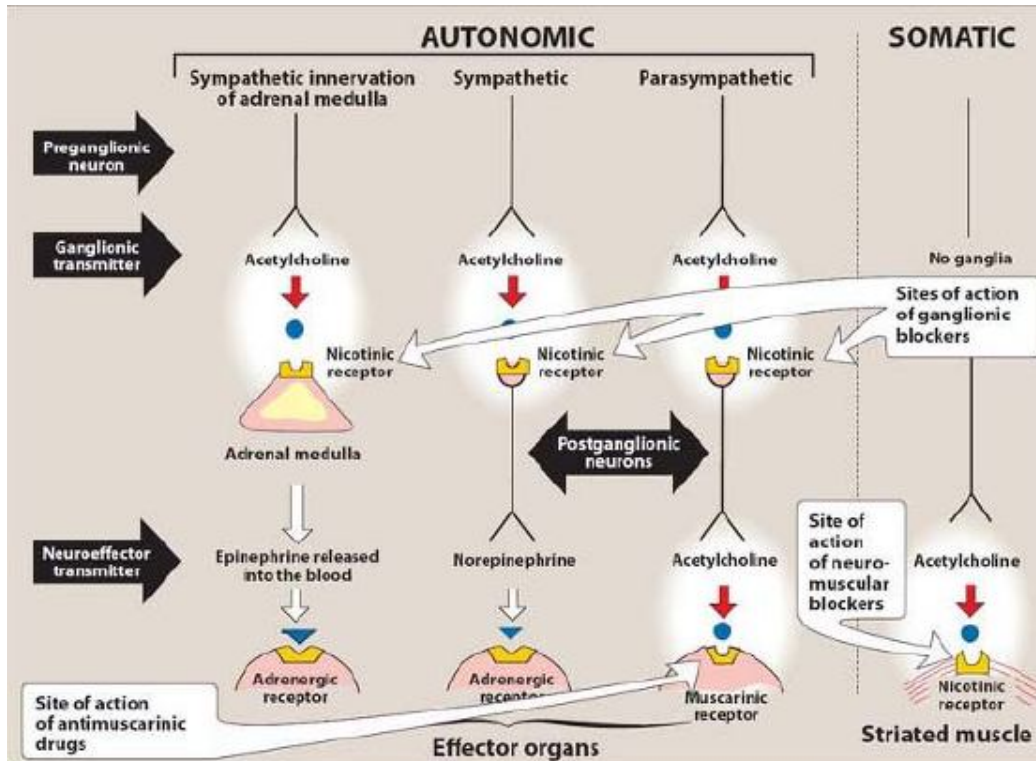 AUTONOMIC
SOMATIC
Sympathetic innervation
of adrenal medulla
Sympathetic
Parasympathetic
Preganglionic
neuron
Ganglionic
transmitter
Acetylcholine
Acetylcholine
Acetylcholine
No ganglia
Sites of action
of ganglionic
blockers
Nicotinic
receptor
Nicotinic
receptor
Nicotinic
receptor
Adrenal medulla
Postganglionic
neurons
Site of
action
of neuro-
muscular
blockers
Neuroeffector
transmitter
Epinephrine released
into the blood
Norepinephrine
Acetylcholine
Acetylcholine
Adrenergic
receptor
Adrenergic
receptor
Muscarinic
receptor
Nicotinic
receptor
Site of action
of antimuscarinic
drugs
Effector organs
Striated muscle